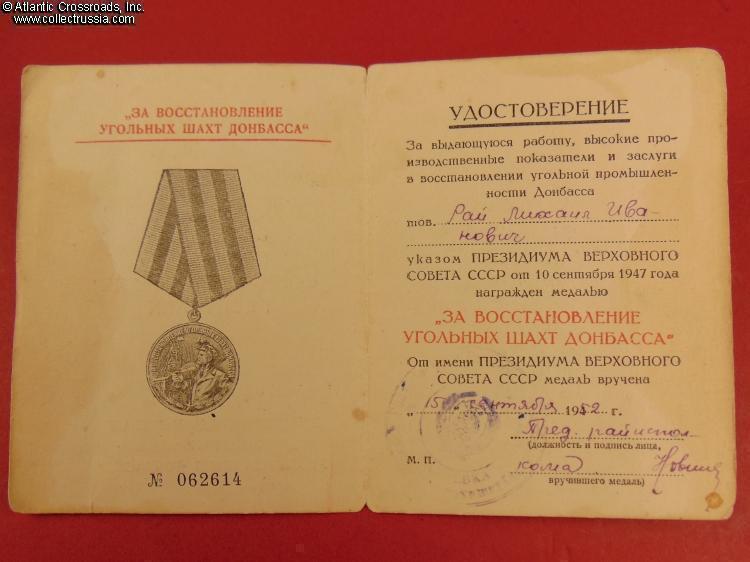 © Atlantic Crossroads, Inc.
www.collectrussia.com
„ЗА ВОССТАНОВЛЕНИЕ
УГОЛЬНЫХ ШАХТ ДОНБАССА“
№ 062614
УДОСТОВЕРЕНИЕ
За выдающуюся работу, высокие про-
изводственные показатели и заслуги
в восстановлении угольной промышлен-
ности Донбасса
тов. Рай Михаил Ива-
нович
указом ПРЕЗИДИУМА ВЕРХОВНОГО
СОВЕТА СССР от 10 сентября 1947 года
награжден медалью
„ЗА ВОССТАНОВЛЕНИЕ
УГОЛЬНЫХ ШАХТ ДОНБАССА“
От имени ПРЕЗИДИУМА ВЕРХОВНОГО
СОВЕТА СССР медаль вручена
„15“ сентября 1952 г.
Пред. райиспол-
(должность и подпись лица,
М. П. кома
вручившего медаль)